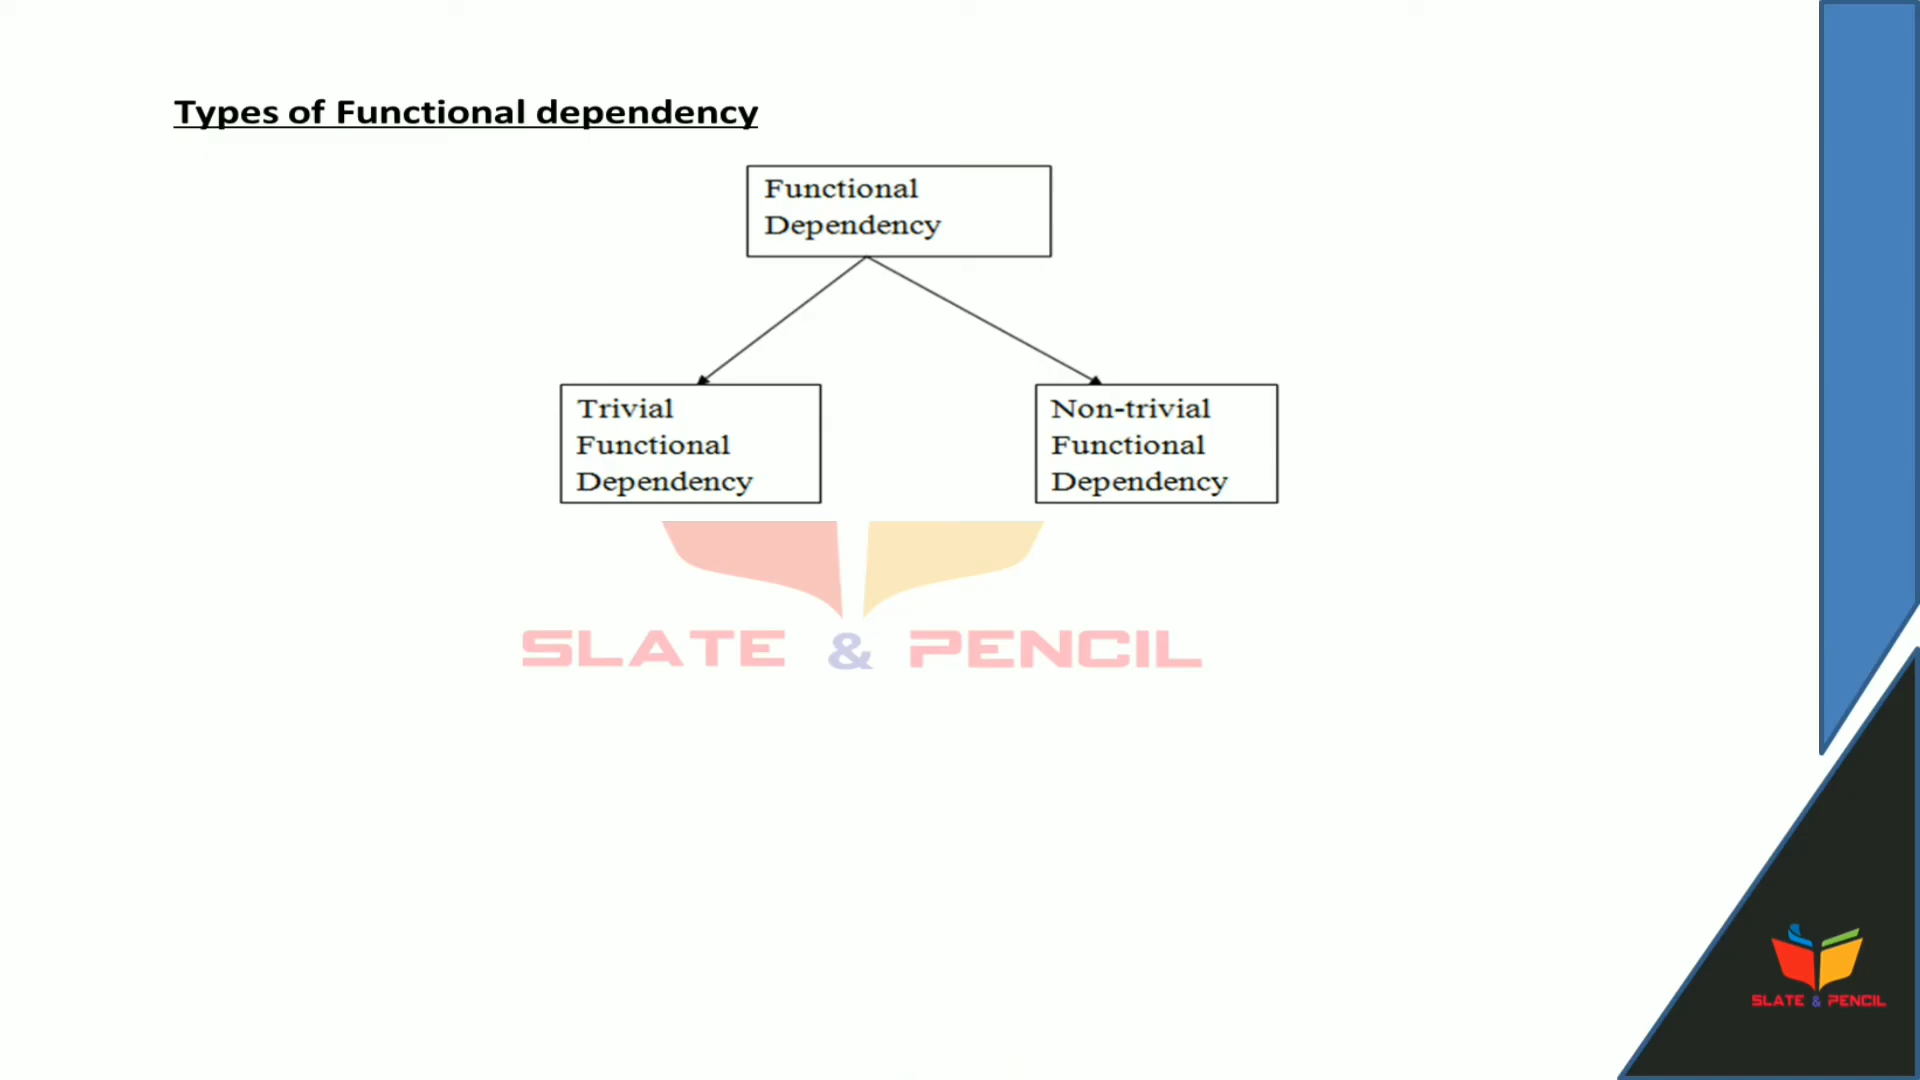 Types of Functional dependency
Functional
Dependency
Trivial
Functional
Dependency
Non-trivial
Functional
Dependency
SLATE & PENCIL
SLATE & PENCIL